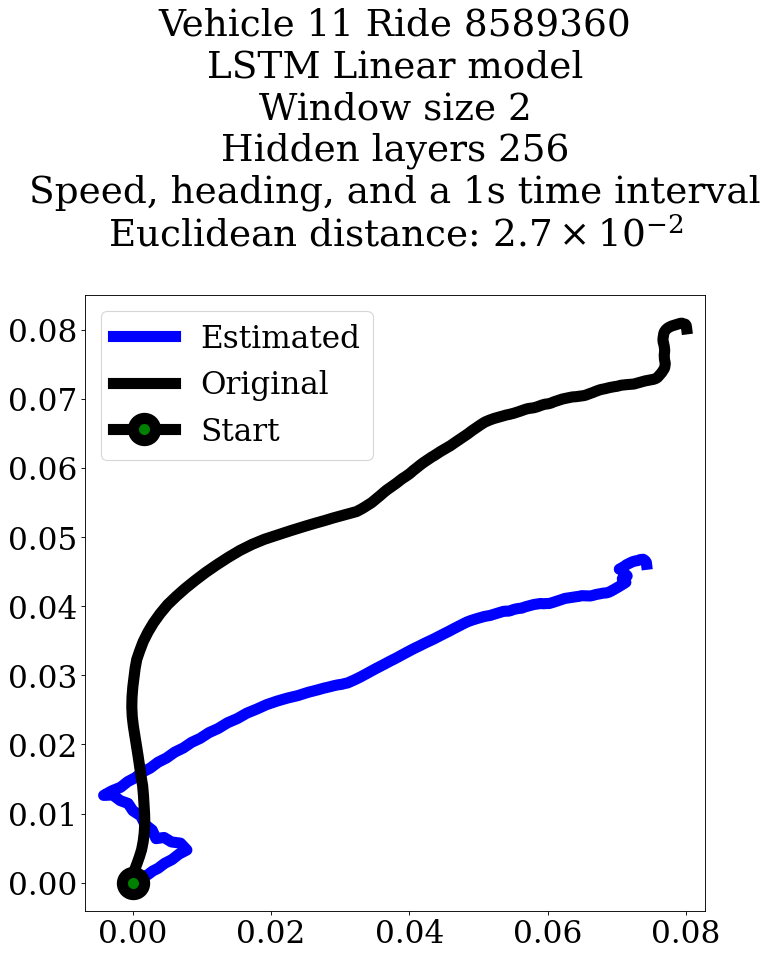 Vehicle 11 Ride 8589360
LSTM Linear model
Window size 2
Hidden layers 256
Speed, heading, and a 1s time interval
Euclidean distance: 2.7 × 10⁻²
Estimated
Original
Start
0.08
0.07
0.06
0.05
0.04
0.03
0.02
0.01
0.00
0.00 0.02 0.04 0.06 0.08